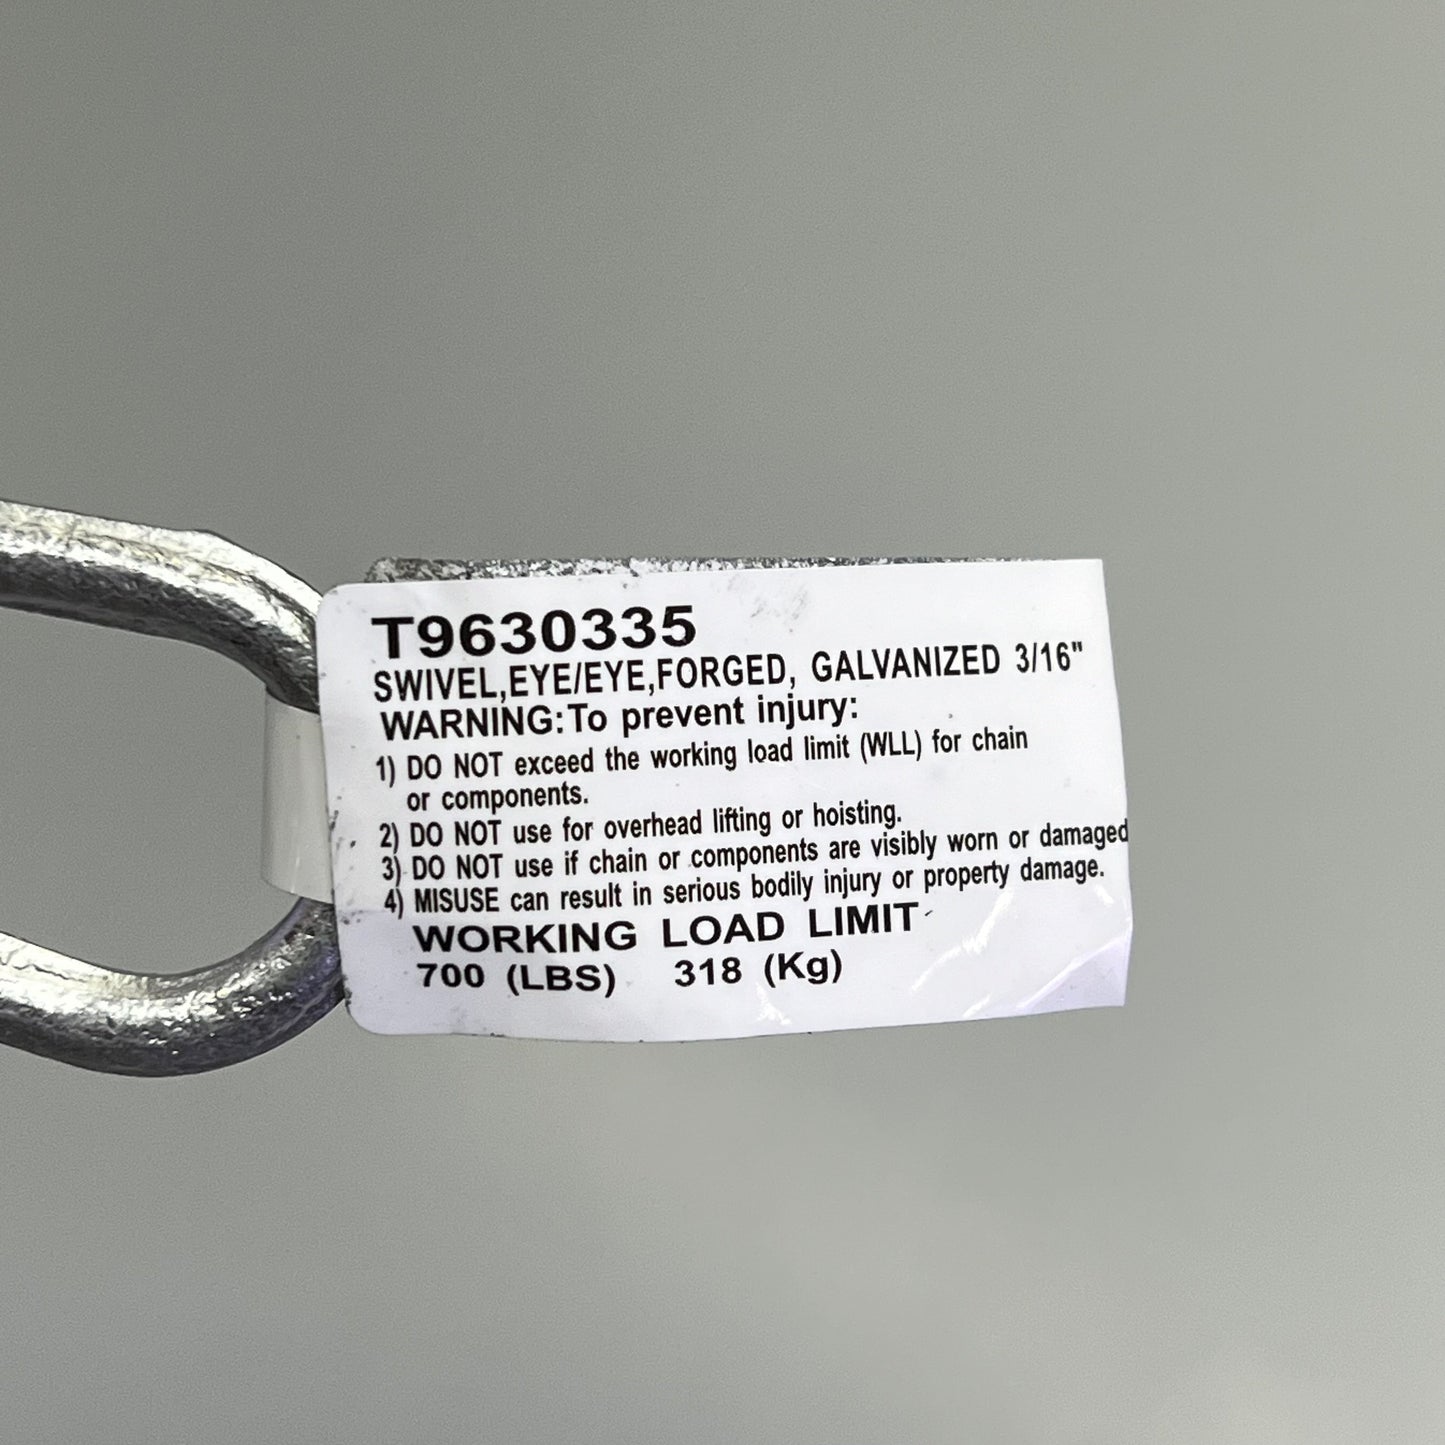 T9630335
SWIVEL,EYE/EYE,FORGED, GALVANIZED 3/16"
WARNING:To prevent injury:
1) DO NOT exceed the working load limit (WLL) for chain
or components.
2) DO NOT use for overhead lifting or hoisting.
3) DO NOT use if chain or components are visibly worn or damaged
4) MISUSE can result in serious bodily injury or property damage.
WORKING LOAD LIMIT
700 (LBS) 318 (Kg)